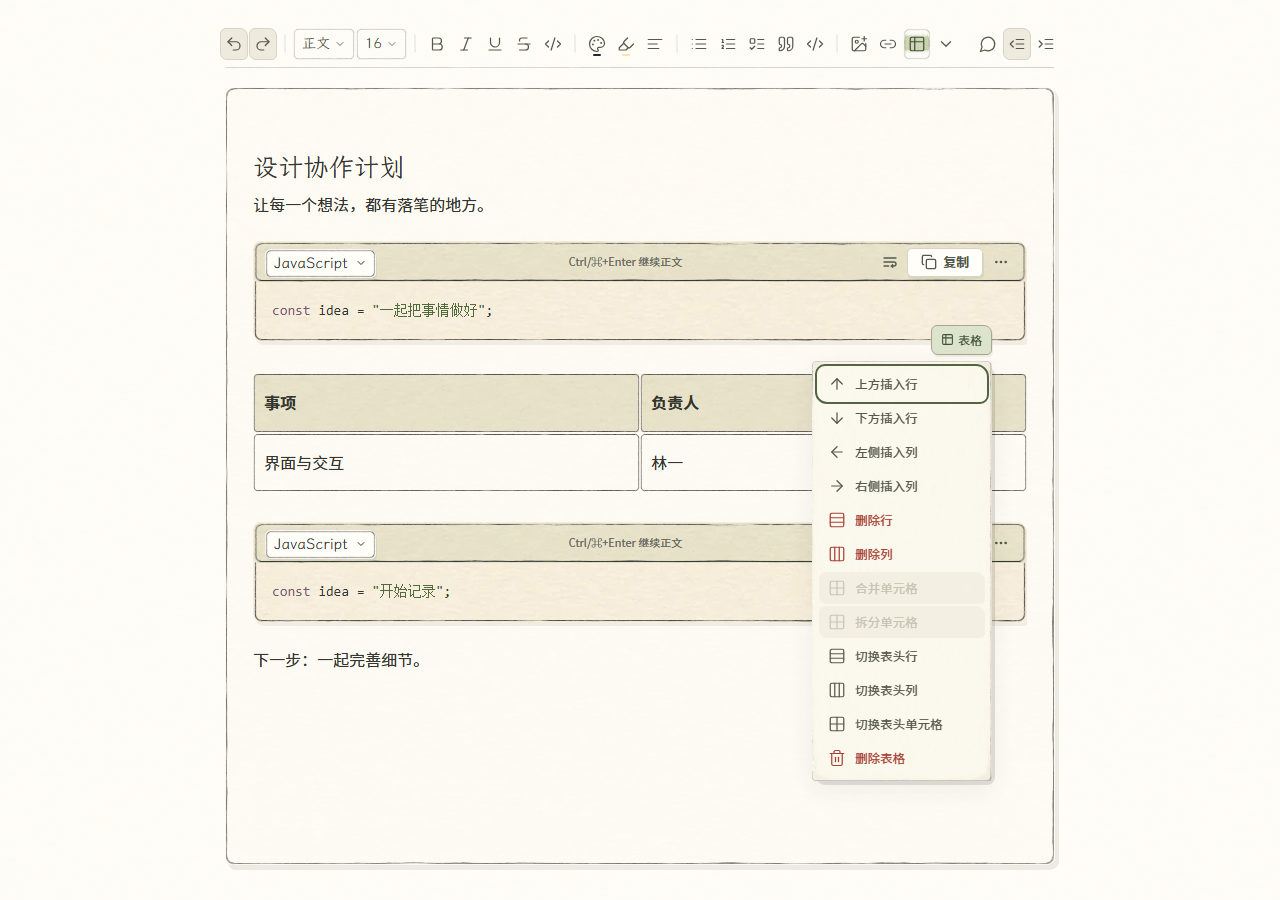 正文 16
设计协作计划
让每一个想法，都有落笔的地方。
JavaScript Ctrl/⌘+Enter 继续正文 复制
const idea = "一起把事情做好";
表格
事项 负责人
界面与交互 林一
上方插入行
下方插入行
左侧插入列
右侧插入列
删除行
删除列
合并单元格
拆分单元格
切换表头行
切换表头列
切换表头单元格
删除表格
JavaScript Ctrl/⌘+Enter 继续正文
const idea = "开始记录";
下一步：一起完善细节。